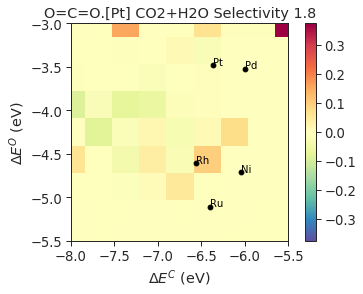 O=C=O.[Pt] CO2+H2O Selectivity 1.8
−3.0
−3.5
−4.0
−4.5
−5.0
−5.5
ΔE^O (eV)
Pt
Pd
Rh
Ni
Ru
−8.0 −7.5 −7.0 −6.5 −6.0 −5.5
ΔE^C (eV)
0.3
0.2
0.1
0.0
−0.1
−0.2
−0.3